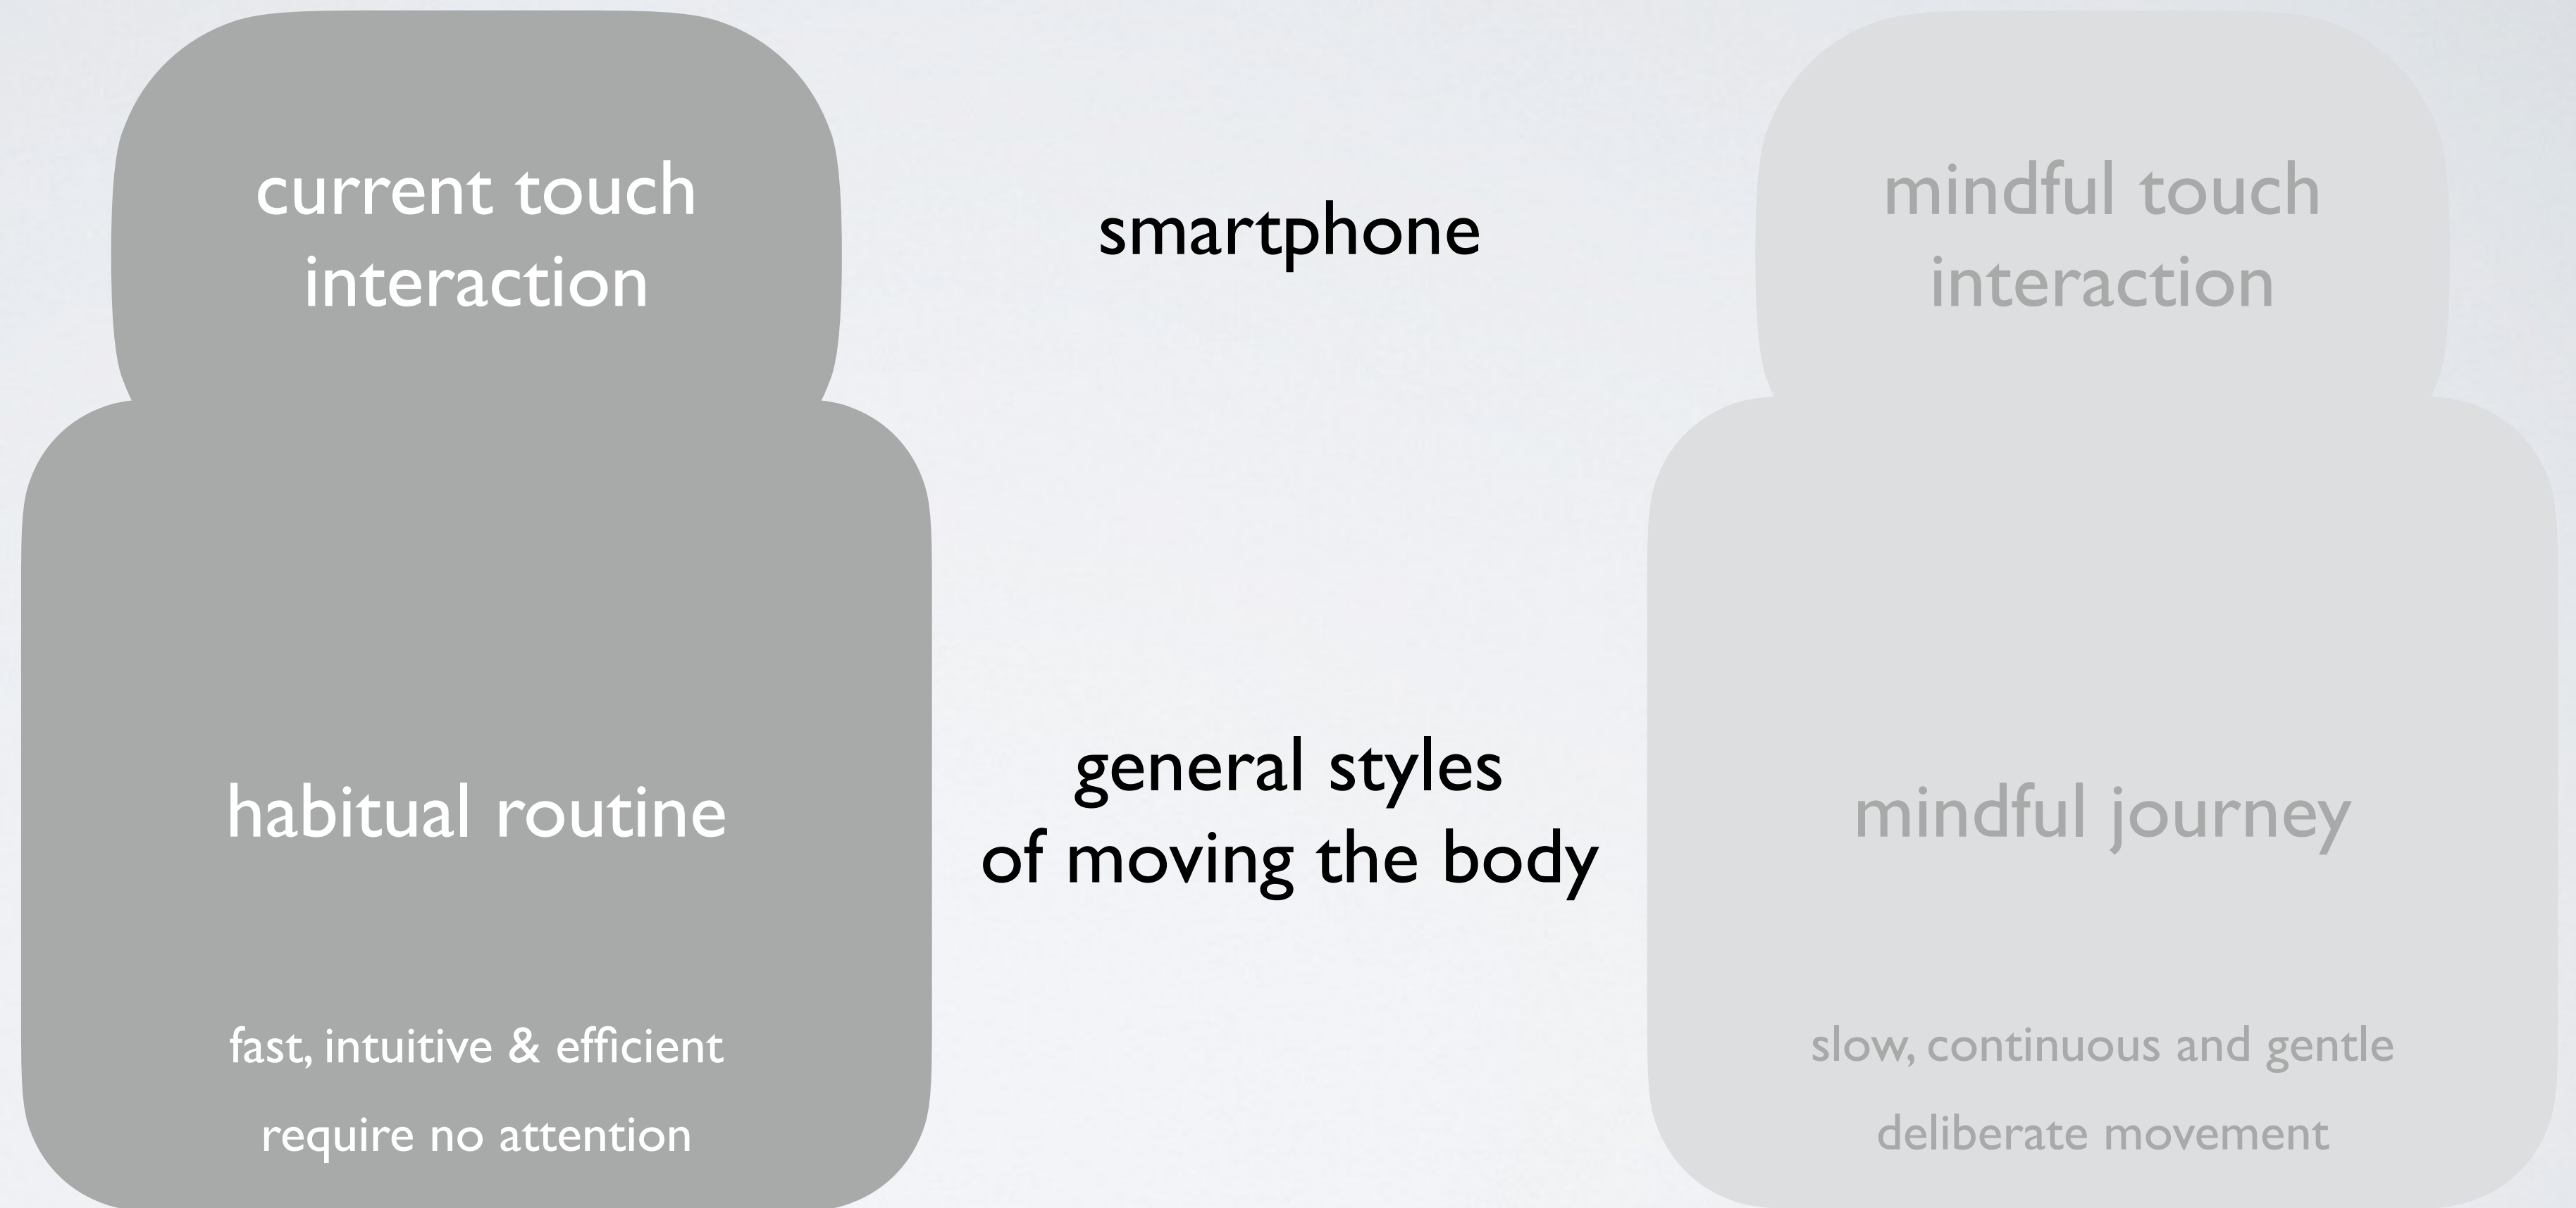 current touch
interaction
smartphone
mindful touch
interaction
habitual routine
general styles
of moving the body
mindful journey
fast, intuitive & efficient
require no attention
slow, continuous and gentle
deliberate movement